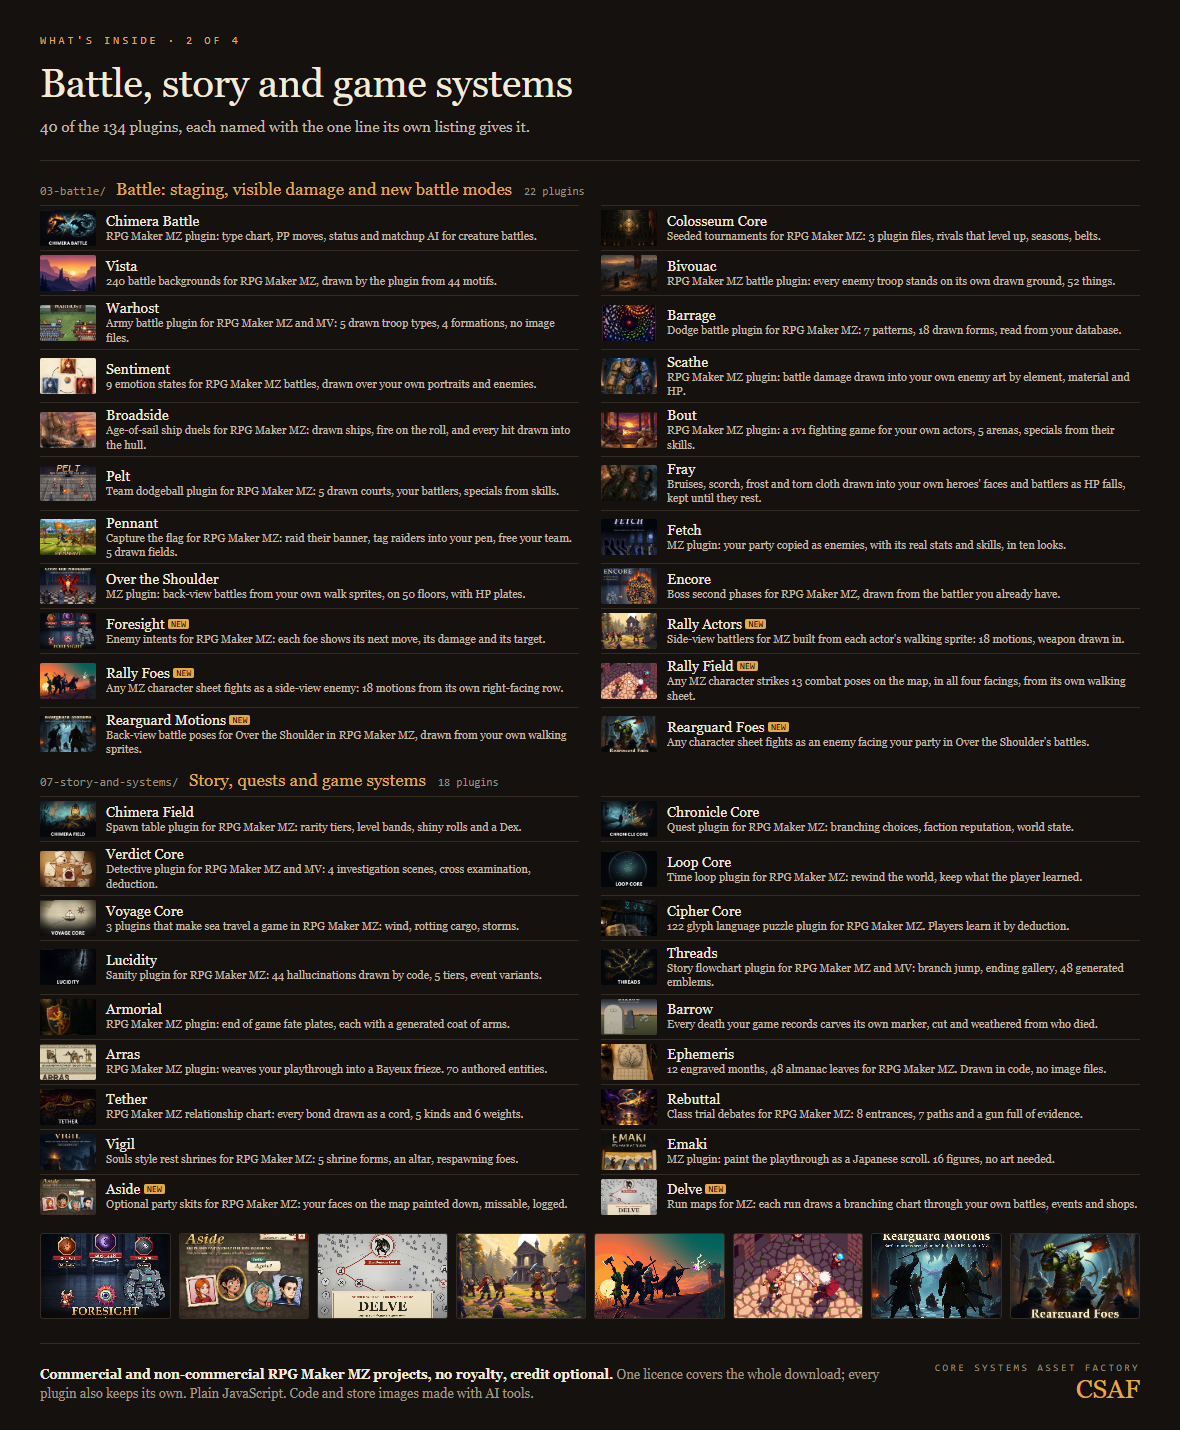 WHAT'S INSIDE · 2 OF 4
Battle, story and game systems
40 of the 134 plugins, each named with the one line its own listing gives it.
03-battle/ Battle: staging, visible damage and new battle modes 22 plugins
CHIMERA BATTLE
Chimera Battle
RPG Maker MZ plugin: type chart, PP moves, status and matchup AI for creature battles.
Colosseum Core
Seeded tournaments for RPG Maker MZ: 3 plugin files, rivals that level up, seasons, belts.
Vista
240 battle backgrounds for RPG Maker MZ, drawn by the plugin from 44 motifs.
Bivouac
RPG Maker MZ battle plugin: every enemy troop stands on its own drawn ground, 52 things.
WARHOST
Warhost
Army battle plugin for RPG Maker MZ and MV: 5 drawn troop types, 4 formations, no image
files.
Barrage
Dodge battle plugin for RPG Maker MZ: 7 patterns, 18 drawn forms, read from your database.
Sentiment
9 emotion states for RPG Maker MZ battles, drawn over your own portraits and enemies.
Scathe
RPG Maker MZ plugin: battle damage drawn into your own enemy art by element, material and
HP.
Broadside
Age-of-sail ship duels for RPG Maker MZ: drawn ships, fire on the roll, and every hit drawn into
the hull.
Bout
RPG Maker MZ plugin: a 1v1 fighting game for your own actors, 5 arenas, specials from their
skills.
PELT
Pelt
Team dodgeball plugin for RPG Maker MZ: 5 drawn courts, your battlers, specials from skills.
Fray
Bruises, scorch, frost and torn cloth drawn into your own heroes' faces and battlers as HP falls,
kept until they rest.
Pennant
Capture the flag for RPG Maker MZ: raid their banner, tag raiders into your pen, free your team.
5 drawn fields.
FETCH
Fetch
MZ plugin: your party copied as enemies, with its real stats and skills, in ten looks.
Over the Shoulder
MZ plugin: back-view battles from your own walk sprites, on 50 floors, with HP plates.
ENCORE
Encore
Boss second phases for RPG Maker MZ, drawn from the battler you already have.
FORESIGHT
Foresight NEW
Enemy intents for RPG Maker MZ: each foe shows its next move, its damage and its target.
Rally Actors NEW
Side-view battlers for MZ built from each actor's walking sprite: 18 motions, weapon drawn in.
Rally Foes NEW
Any MZ character sheet fights as a side-view enemy: 18 motions from its own right-facing row.
Rally Field NEW
Any MZ character strikes 13 combat poses on the map, in all four facings, from its own walking
sheet.
Rearguard Motions
Rearguard Motions NEW
Back-view battle poses for Over the Shoulder in RPG Maker MZ, drawn from your own walking
sprites.
Rearguard Foes
Rearguard Foes NEW
Any character sheet fights as an enemy facing your party in Over the Shoulder's battles.
07-story-and-systems/ Story, quests and game systems 18 plugins
CHIMERA FIELD
Chimera Field
Spawn table plugin for RPG Maker MZ: rarity tiers, level bands, shiny rolls and a Dex.
CHRONICLE CORE
Chronicle Core
Quest plugin for RPG Maker MZ: branching choices, faction reputation, world state.
Verdict Core
Detective plugin for RPG Maker MZ and MV: 4 investigation scenes, cross examination,
deduction.
LOOP CORE
Loop Core
Time loop plugin for RPG Maker MZ: rewind the world, keep what the player learned.
VOYAGE CORE
Voyage Core
3 plugins that make sea travel a game in RPG Maker MZ: wind, rotting cargo, storms.
Cipher Core
122 glyph language puzzle plugin for RPG Maker MZ. Players learn it by deduction.
LUCIDITY
Lucidity
Sanity plugin for RPG Maker MZ: 44 hallucinations drawn by code, 5 tiers, event variants.
THREADS
Threads
Story flowchart plugin for RPG Maker MZ and MV: branch jump, ending gallery, 48 generated
emblems.
Armorial
RPG Maker MZ plugin: end of game fate plates, each with a generated coat of arms.
Barrow
Every death your game records carves its own marker, cut and weathered from who died.
ARRAS
Arras
RPG Maker MZ plugin: weaves your playthrough into a Bayeux frieze. 70 authored entities.
Ephemeris
12 engraved months, 48 almanac leaves for RPG Maker MZ. Drawn in code, no image files.
TETHER
Tether
RPG Maker MZ relationship chart: every bond drawn as a cord, 5 kinds and 6 weights.
Rebuttal
Class trial debates for RPG Maker MZ: 8 entrances, 7 paths and a gun full of evidence.
VIGIL
Vigil
Souls style rest shrines for RPG Maker MZ: 5 shrine forms, an altar, respawning foes.
EMAKI
Emaki
MZ plugin: paint the playthrough as a Japanese scroll. 16 figures, no art needed.
Aside
Aside NEW
Optional party skits for RPG Maker MZ: your faces on the map painted down, missable, logged.
DELVE
Delve NEW
Run maps for MZ: each run draws a branching chart through your own battles, events and shops.
FORESIGHT
Aside
Again?
DELVE
Rearguard Motions
Rearguard Foes
Commercial and non-commercial RPG Maker MZ projects, no royalty, credit optional. One licence covers the whole download; every
plugin also keeps its own. Plain JavaScript. Code and store images made with AI tools.
CORE SYSTEMS ASSET FACTORY
CSAF